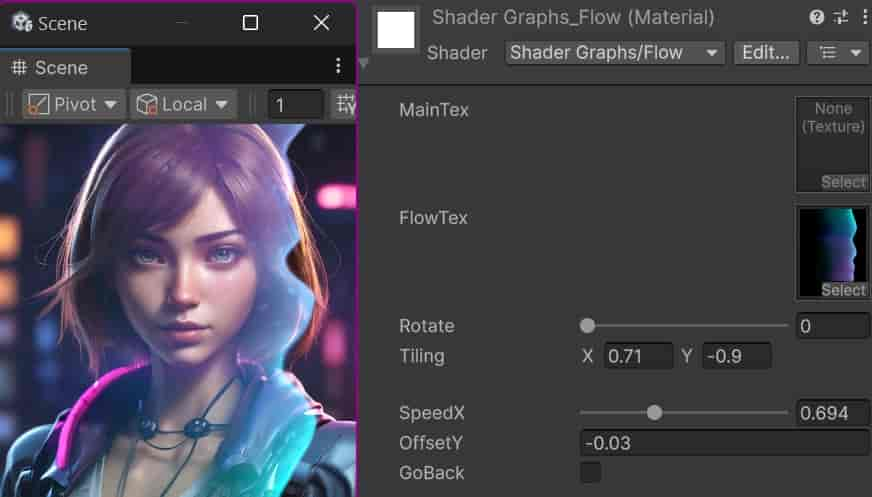 Scene
Scene
Pivot
Local
1
Shader Graphs_Flow (Material)
Shader
Shader Graphs/Flow
Edit...
MainTex
None
(Texture)
Select
FlowTex
Select
Rotate
0
Tiling
X 0.71 Y -0.9
SpeedX
0.694
OffsetY
-0.03
GoBack